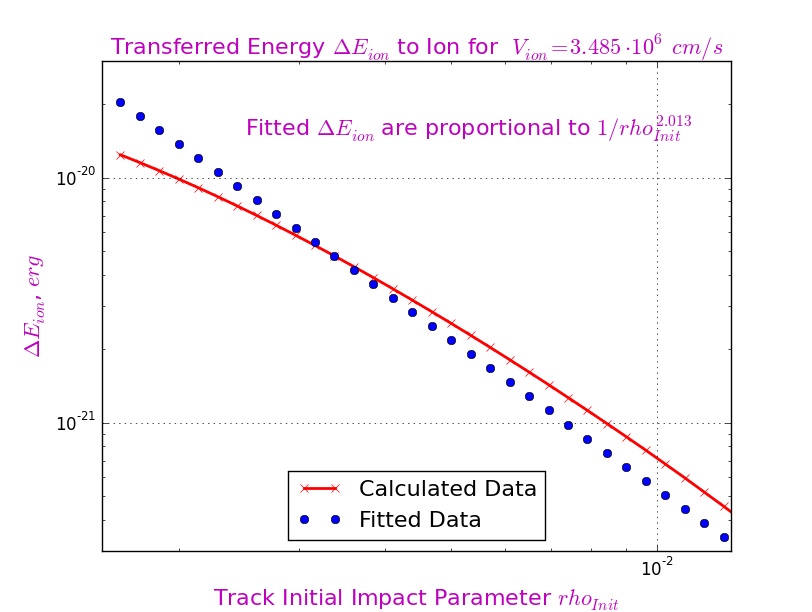 Transferred Energy ΔE_ion to Ion for V_ion = 3.485 · 10^6 cm/s
Fitted ΔE_ion are proportional to 1/rho_Init^2.013
10^-20
ΔE_ion, erg
10^-21
Calculated Data
Fitted Data
10^-2
Track Initial Impact Parameter rho_Init